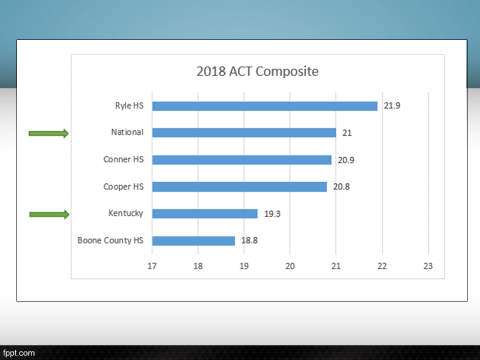 2018 ACT Composite
Ryle HS 21.9
National 21
Conner HS 20.9
Cooper HS 20.8
Kentucky 19.3
Boone County HS 18.8
17 18 19 20 21 22 23
fppt.com